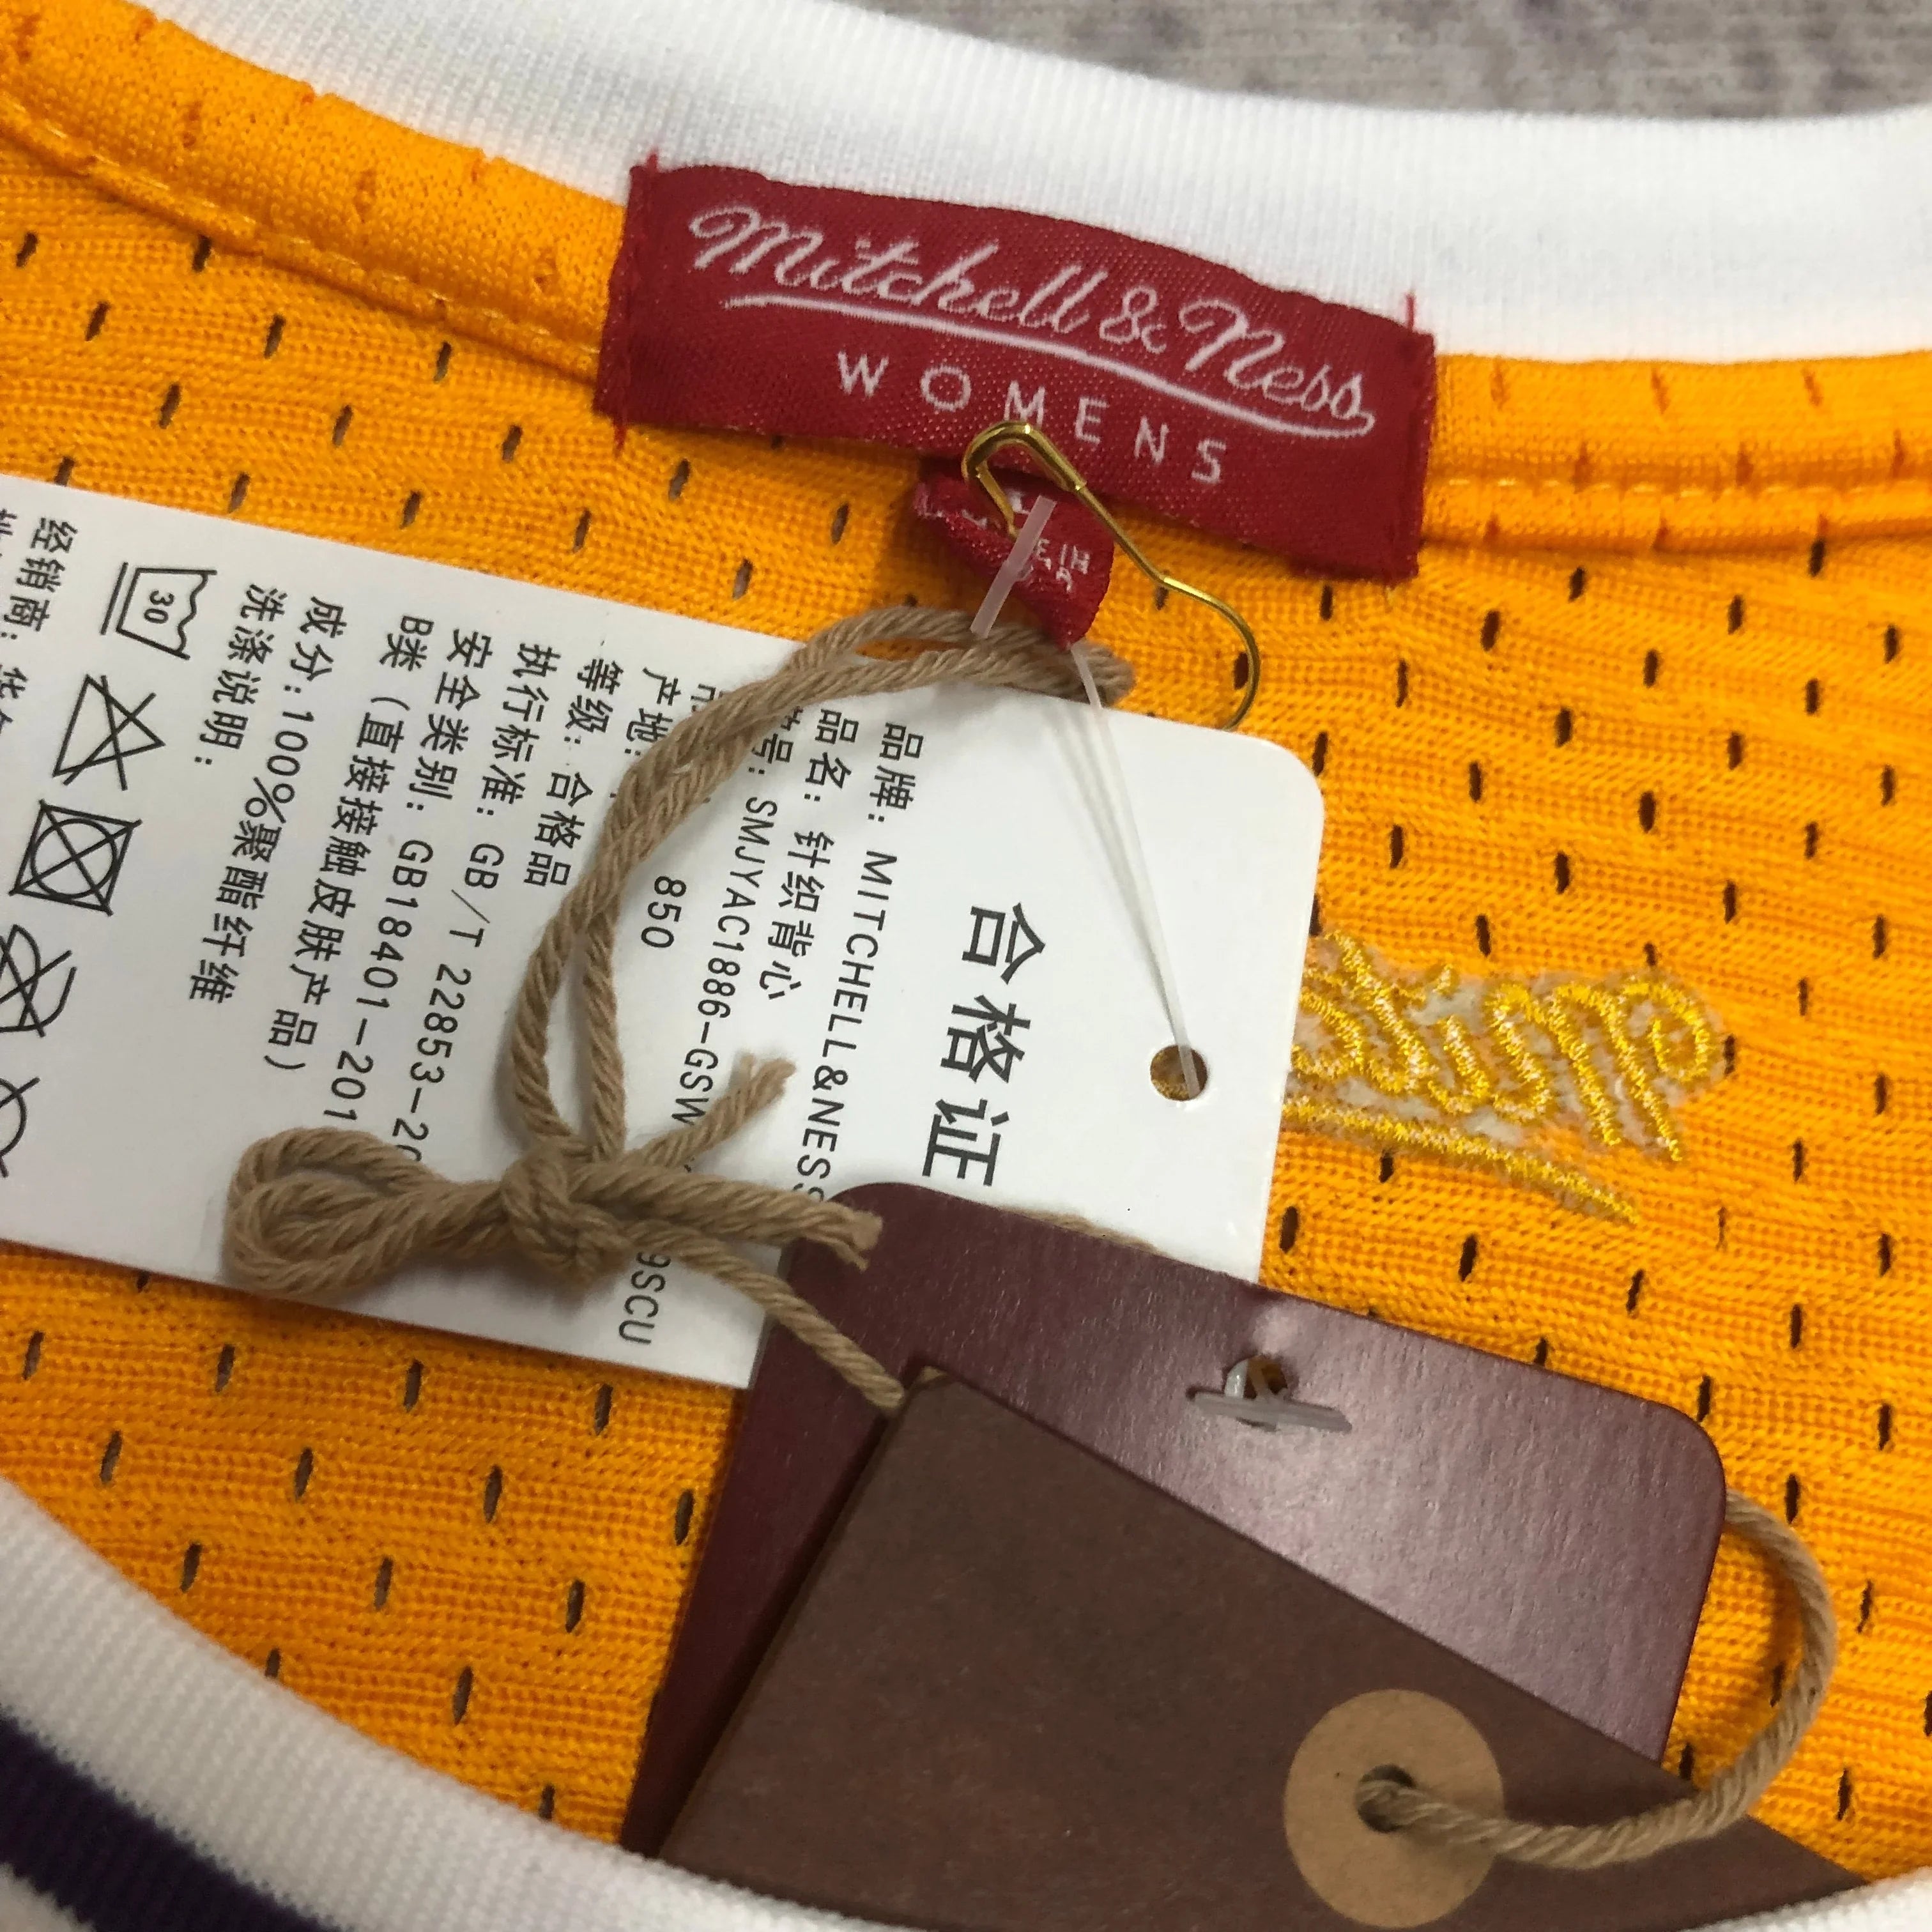 Mitchell & Ness
WOMENS
合格证
品牌: MITCHELL&NESS
品名: 针织背心
号: SMJYAC1886-GSW
9SCU
850
产地:
等级: 合格品
执行标准: GB/T 22853-20
安全类别: GB18401-201
B类（直接接触皮肤产品）
成分: 100%聚酯纤维
洗涤说明:
30
经销商: